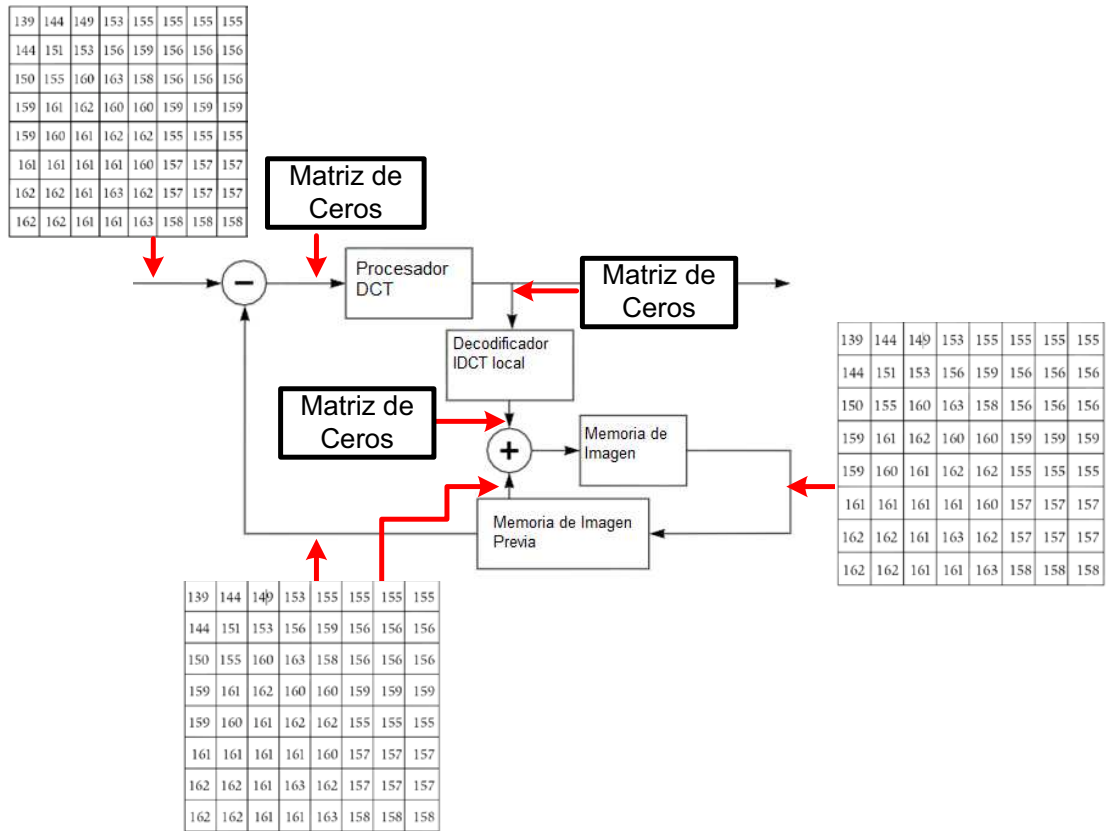 139 144 149 153 155 155 155 155
144 151 153 156 159 156 156 156
150 155 160 163 158 156 156 156
159 161 162 160 160 159 159 159
159 160 161 162 162 155 155 155
161 161 161 161 160 157 157 157
162 162 161 163 162 157 157 157
162 162 161 161 163 158 158 158
Matriz de
Ceros
Procesador
DCT
Matriz de
Ceros
Decodificador
IDCT local
Matriz de
Ceros
Memoria de
Imagen
Memoria de Imagen
Previa
139 144 149 153 155 155 155 155
144 151 153 156 159 156 156 156
150 155 160 163 158 156 156 156
159 161 162 160 160 159 159 159
159 160 161 162 162 155 155 155
161 161 161 161 160 157 157 157
162 162 161 163 162 157 157 157
162 162 161 161 163 158 158 158
139 144 149 153 155 155 155 155
144 151 153 156 159 156 156 156
150 155 160 163 158 156 156 156
159 161 162 160 160 159 159 159
159 160 161 162 162 155 155 155
161 161 161 161 160 157 157 157
162 162 161 163 162 157 157 157
162 162 161 161 163 158 158 158